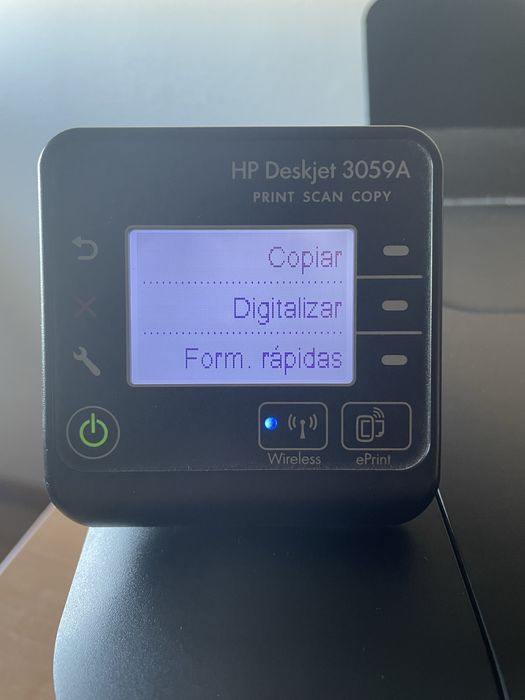 HP Deskjet 3059A
PRINT SCAN COPY
Copiar
Digitalizar
Form. rápidas
Wireless
ePrint